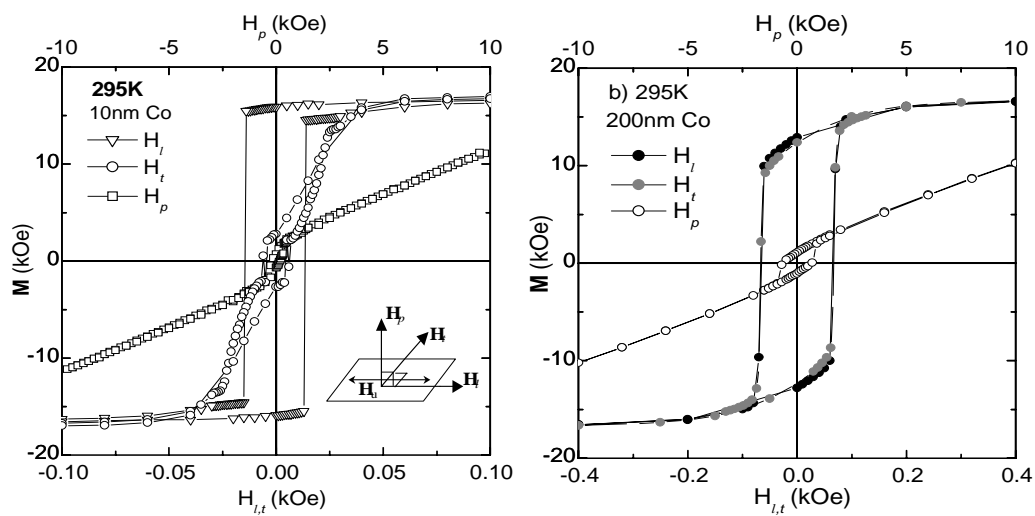 H_p (kOe)
-10 -5 0 5 10
20
10
0
-10
-20
M (kOe)
295K
10nm Co
H_l
H_t
H_p
H_p
H_t
H_u
H_l
-0.10 -0.05 0.00 0.05 0.10
H_l,t (kOe)
H_p (kOe)
-10 -5 0 5 10
20
10
0
-10
-20
M (kOe)
b) 295K
200nm Co
H_l
H_t
H_p
-0.4 -0.2 0.0 0.2 0.4
H_l,t (kOe)